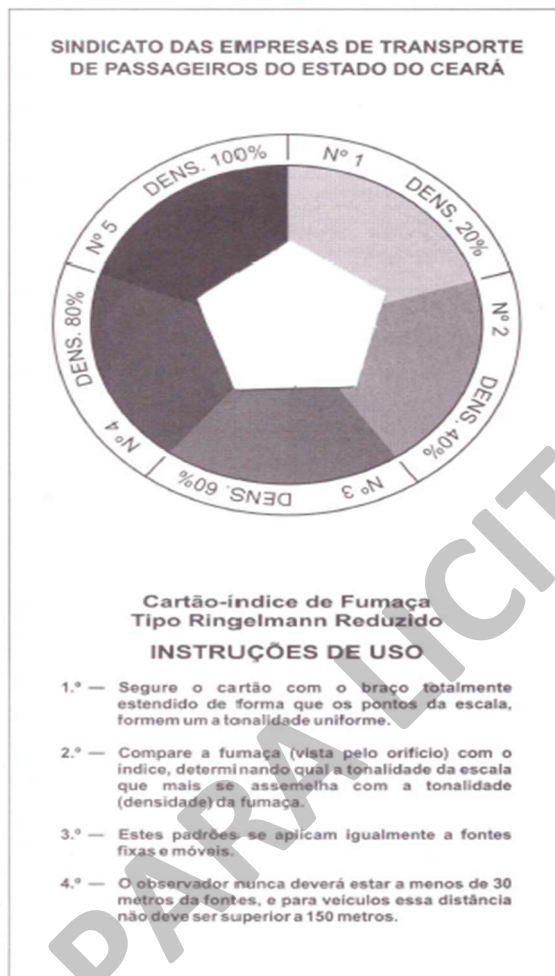 SINDICATO DAS EMPRESAS DE TRANSPORTE
DE PASSAGEIROS DO ESTADO DO CEARÁ
Nº 1 DENS. 20%
Nº 2 DENS. 40%
Nº 3 DENS. 60%
Nº 4 DENS. 80%
Nº 5 DENS. 100%
Cartão-índice de Fumaça
Tipo Ringelmann Reduzido
INSTRUÇÕES DE USO
1.º — Segure o cartão com o braço totalmente
estendido de forma que os pontos da escala,
formem um a tonalidade uniforme.
2.º — Compare a fumaça (vista pelo orifício) com o
índice, determinando qual a tonalidade da escala
que mais se assemelha com a tonalidade
(densidade) da fumaça.
3.º — Estes padrões se aplicam igualmente a fontes
fixas e móveis.
4.º — O observador nunca deverá estar a menos de 30
metros da fontes, e para veículos essa distância
não deve ser superior a 150 metros.
PARA LICIT